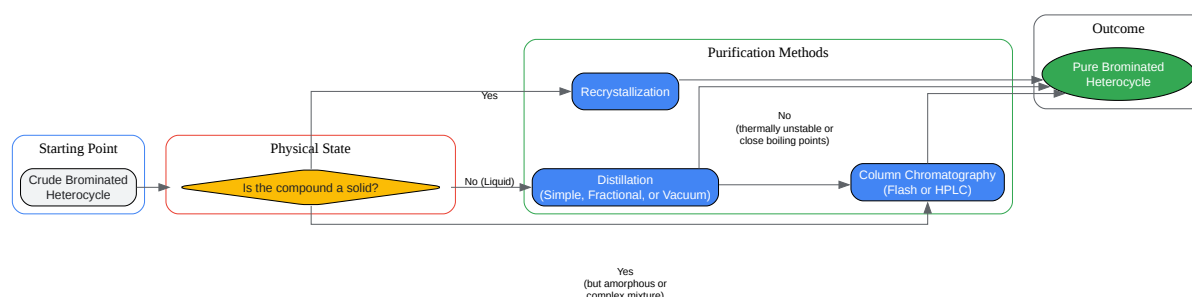 Outcome
Pure Brominated
Heterocycle
Purification Methods
Recrystallization
Yes
No
(thermally unstable or
close boiling points)
Starting Point
Crude Brominated
Heterocycle
Physical State
Is the compound a solid?
No (Liquid)
Distillation
(Simple, Fractional, or Vacuum)
Column Chromatography
(Flash or HPLC)
Yes
(but amorphous or
complex mixture)